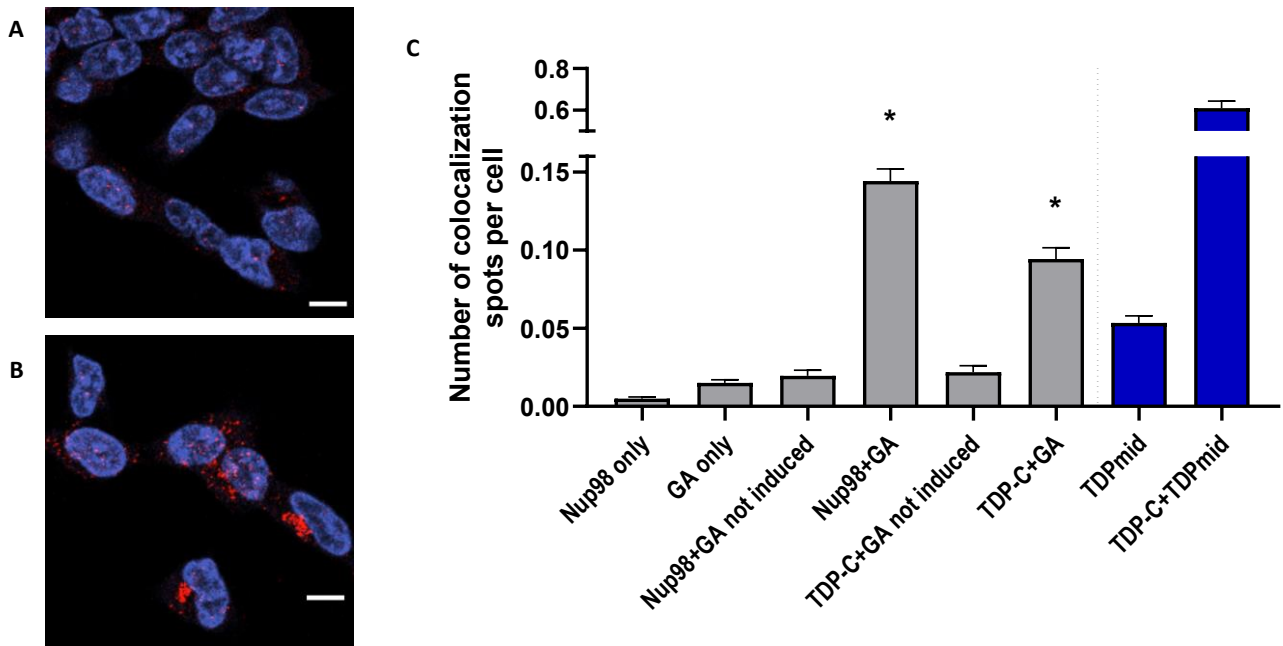 A
B
C
Number of colocalization
spots per cell
0.8
0.6
0.15
0.10
0.05
0.00
*
*
Nup98 only
GA only
Nup98+GA not induced
Nup98+GA
TDP-C+GA not induced
TDP-C+GA
TDPmid
TDP-C+TDPmid